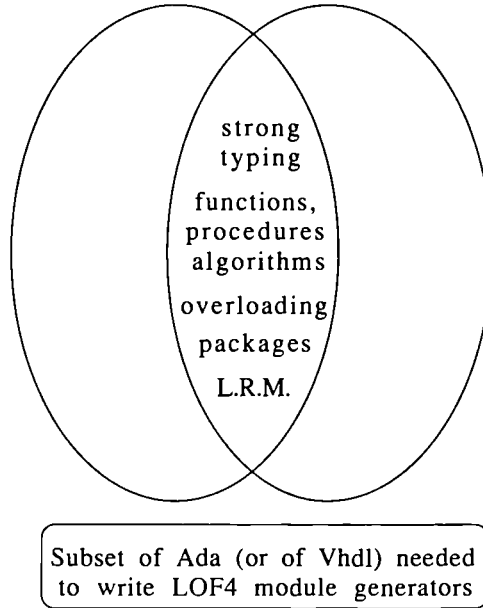 strong
typing
functions,
procedures
algorithms
overloading
packages
L.R.M.
Subset of Ada (or of Vhdl) needed
to write LOF4 module generators